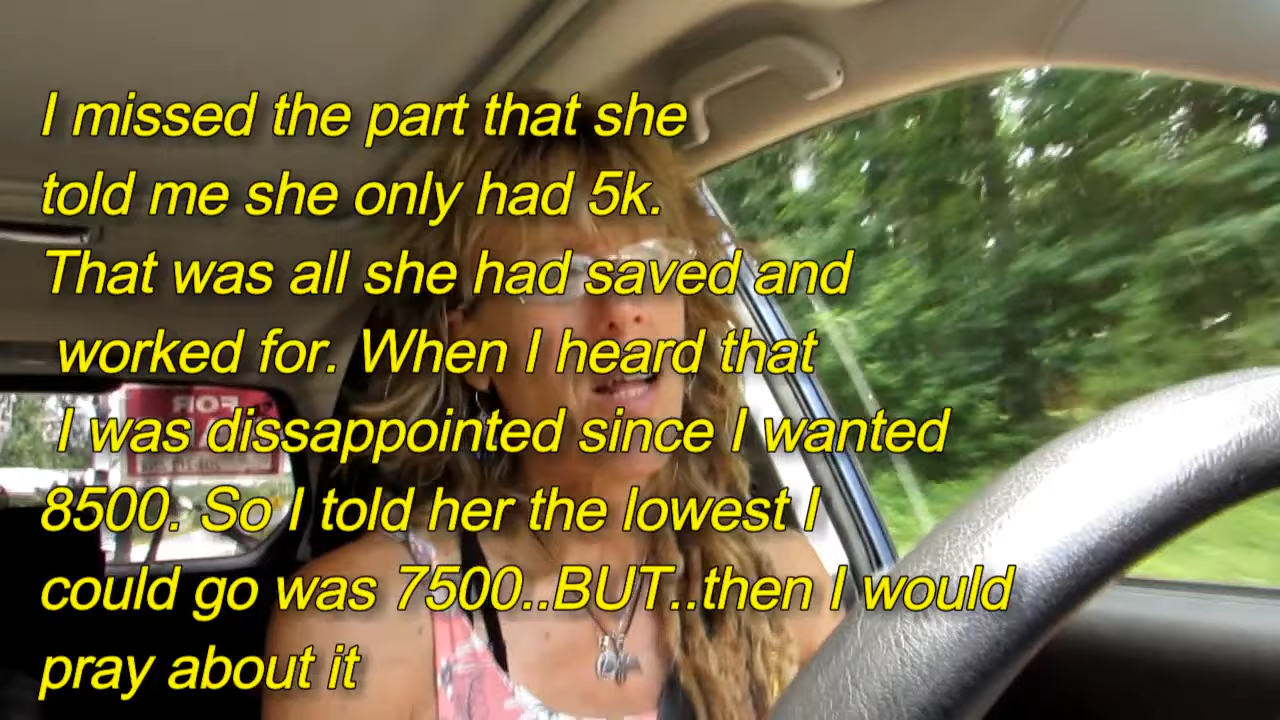 I missed the part that she
told me she only had 5k.
That was all she had saved and
worked for. When I heard that
I was dissappointed since I wanted
8500. So I told her the lowest I
could go was 7500..BUT..then I would
pray about it
FOR